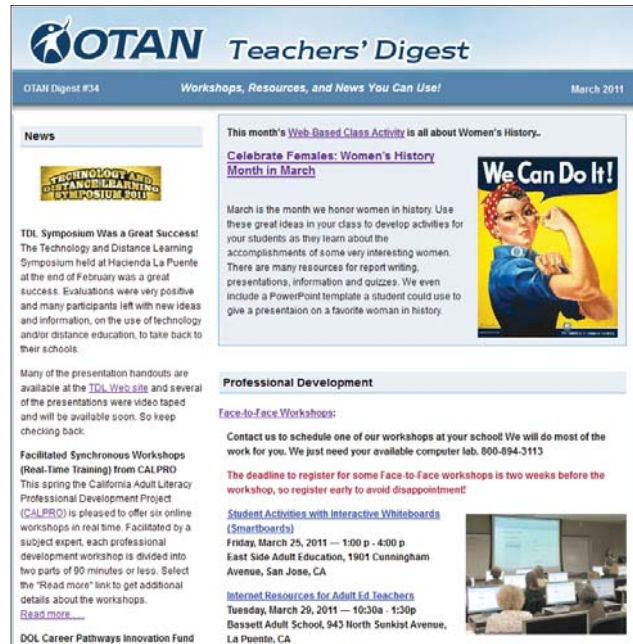 OTAN Teachers' Digest
OTAN Digest #34 Workshops, Resources, and News You Can Use! March 2011
News
TECHNOLOGY AND
DISTANCE LEARNING
SYMPOSIUM 2011
TDL Symposium Was a Great Success!
The Technology and Distance Learning
Symposium held at Hacienda La Puente
at the end of February was a great
success. Evaluations were very positive
and many participants left with new ideas
and information, on the use of technology
and/or distance education, to take back to
their schools.
Many of the presentation handouts are
available at the TDL Web site and several
of the presentations were video taped
and will be available soon. So keep
checking back.
Facilitated Synchronous Workshops
(Real-Time Training) from CALPRO
This spring the California Adult Literacy
Professional Development Project
(CALPRO) is pleased to offer six online
workshops in real time. Facilitated by a
subject expert, each professional
development workshop is divided into
two parts of 90 minutes or less. Select
the "Read more" link to get additional
details about the workshops.
Read more.....
DOL Career Pathways Innovation Fund
This month's Web-Based Class Activity is all about Women's History..
Celebrate Females: Women's History
Month in March
March is the month we honor women in history. Use
these great ideas in your class to develop activities for
your students as they learn about the
accomplishments of some very interesting women.
There are many resources for report writing,
presentations, information and quizzes. We even
include a PowerPoint template a student could use to
give a presentaion on a favorite woman in history.
We Can Do It!
Professional Development
Face-to-Face Workshops:
Contact us to schedule one of our workshops at your school! We will do most of the
work for you. We just need your available computer lab. 800-894-3113
The deadline to register for some Face-to-Face workshops is two weeks before the
workshop, so register early to avoid disappointment!
Student Activities with Interactive Whiteboards
(Smartboards)
Friday, March 25, 2011 — 1:00 p - 4:00 p
East Side Adult Education, 1901 Cunningham
Avenue, San Jose, CA
Internet Resources for Adult Ed Teachers
Tuesday, March 29, 2011 — 10:30a - 1:30p
Bassett Adult School, 943 North Sunkist Avenue,
La Puente, CA